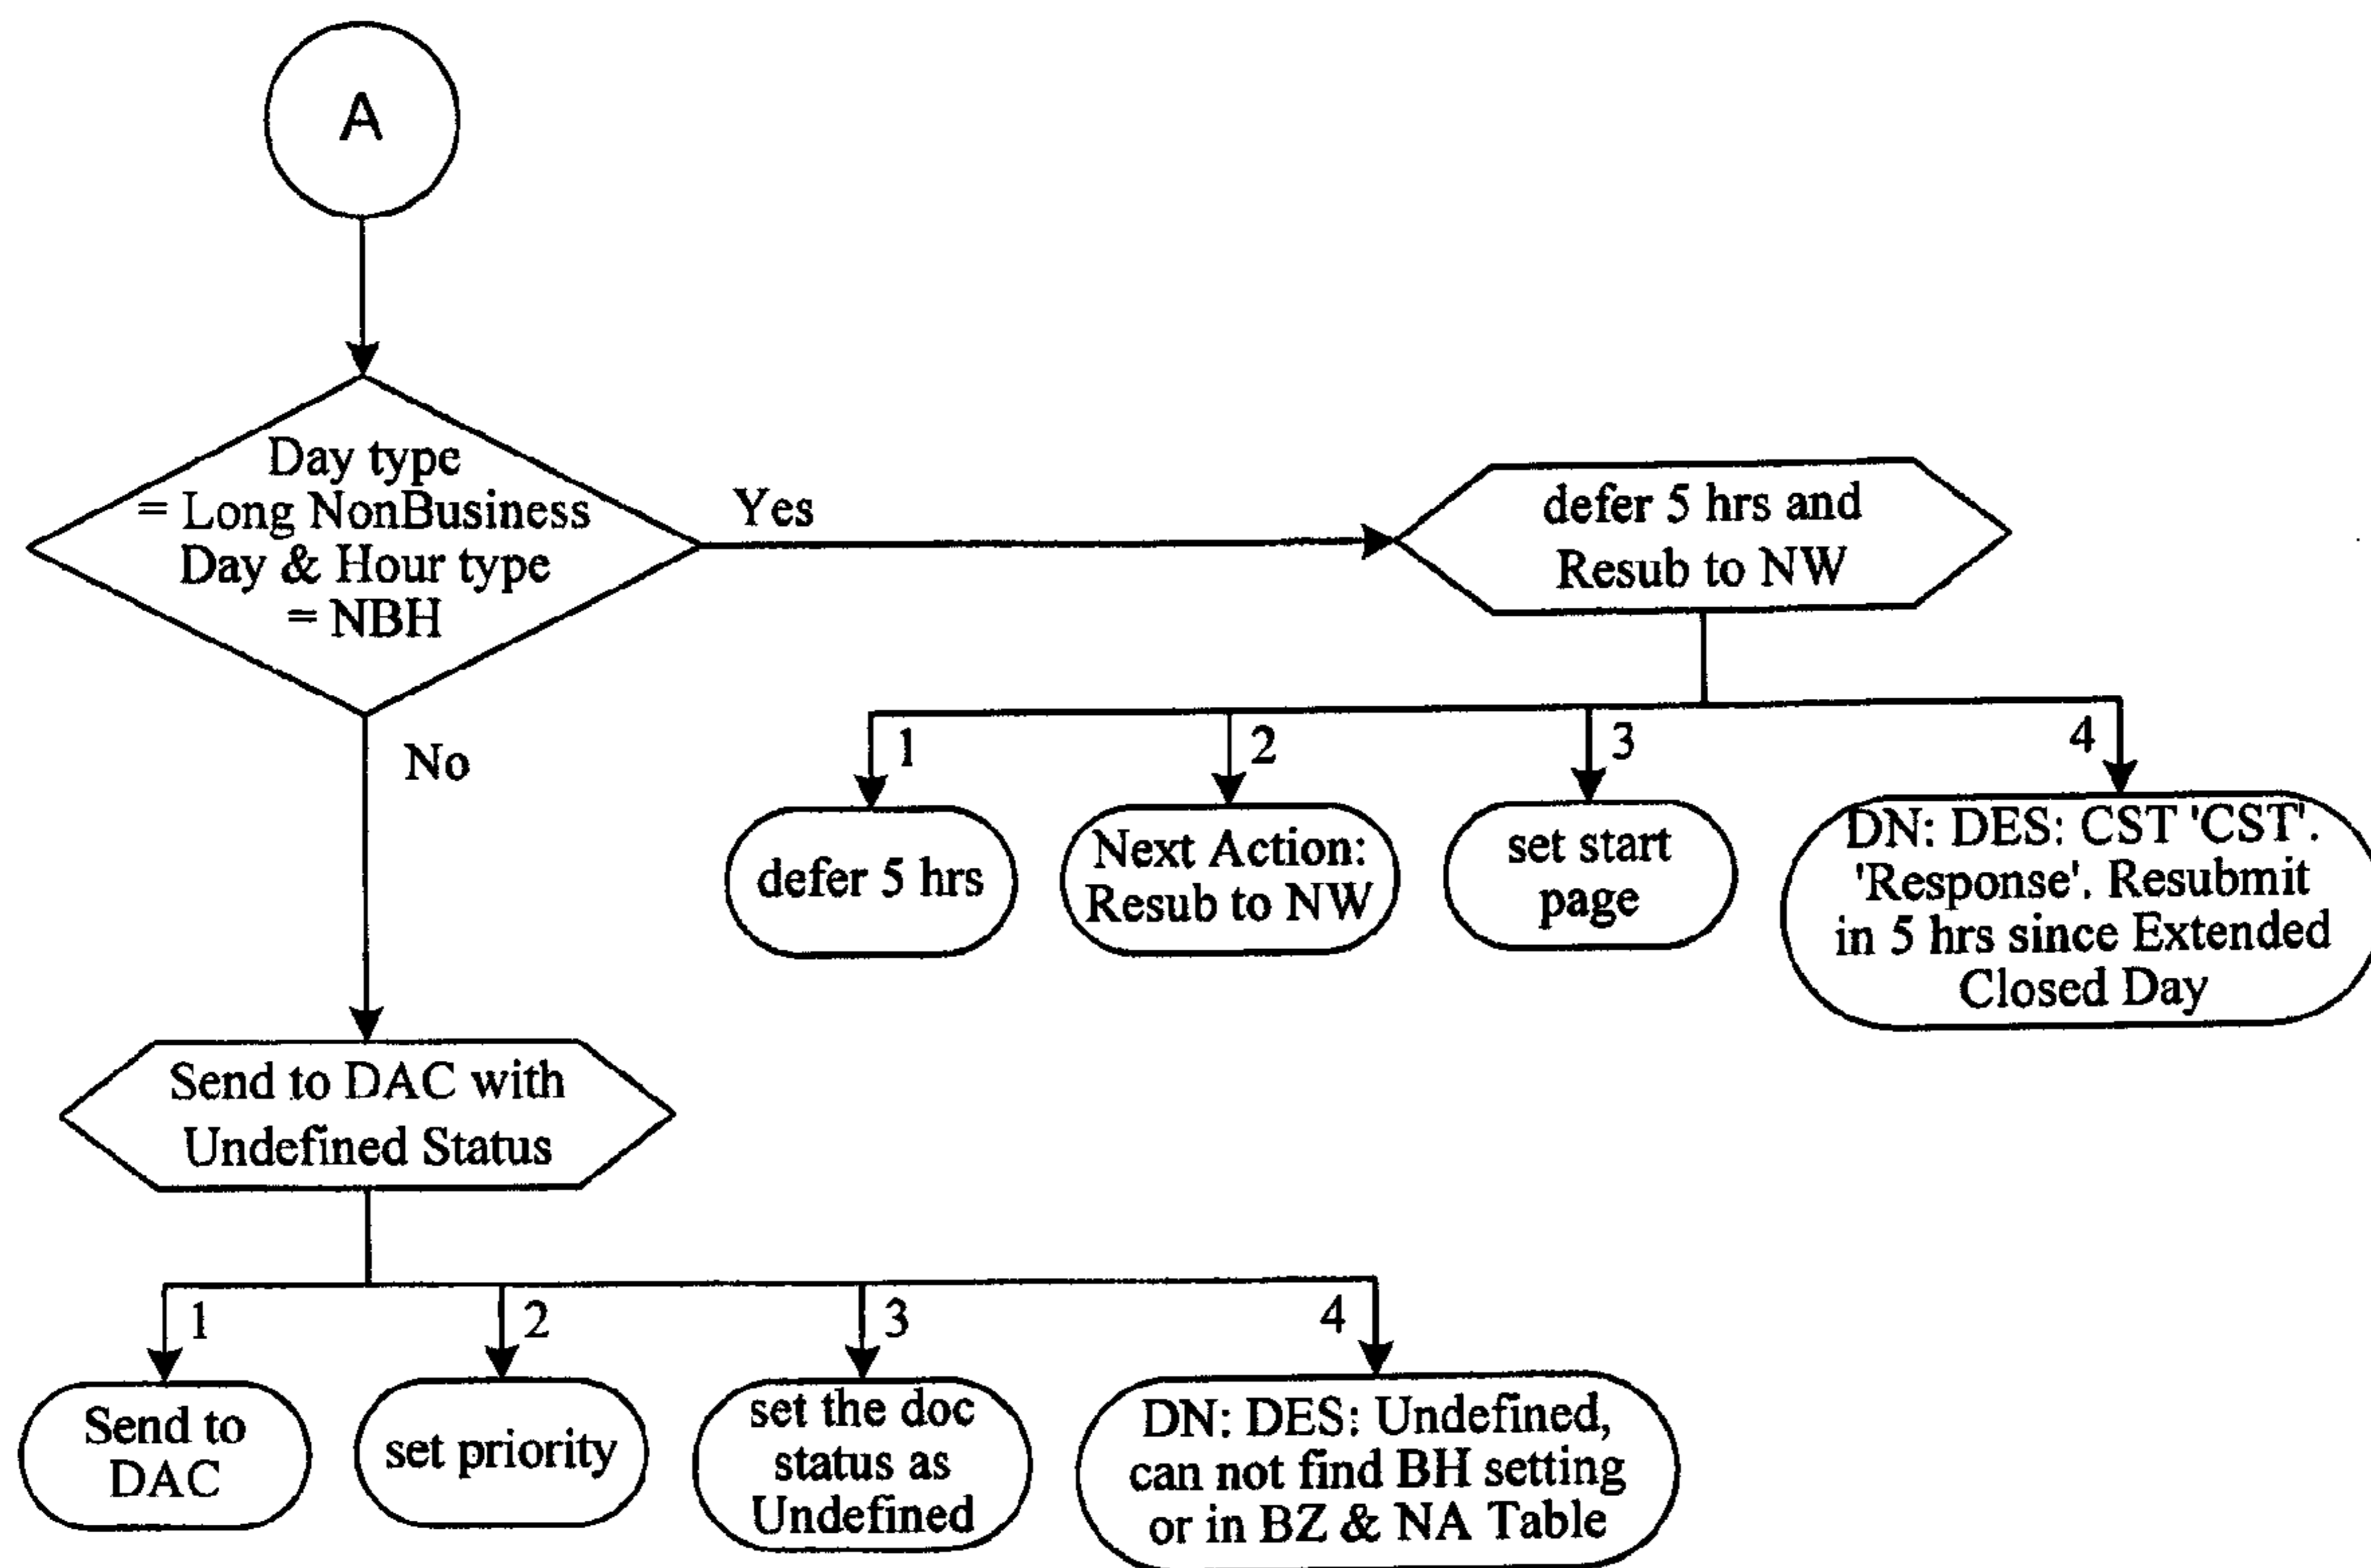 A
Day type
= Long NonBusiness
Day & Hour type
= NBH
Yes
defer 5 hrs and
Resub to NW
No
1
2
3
4
defer 5 hrs
Next Action:
Resub to NW
set start
page
DN: DES: CST 'CST'.
'Response'. Resubmit
in 5 hrs since Extended
Closed Day
Send to DAC with
Undefined Status
1
2
3
4
Send to
DAC
set priority
set the doc
status as
Undefined
DN: DES: Undefined,
can not find BH setting
or in BZ & NA Table